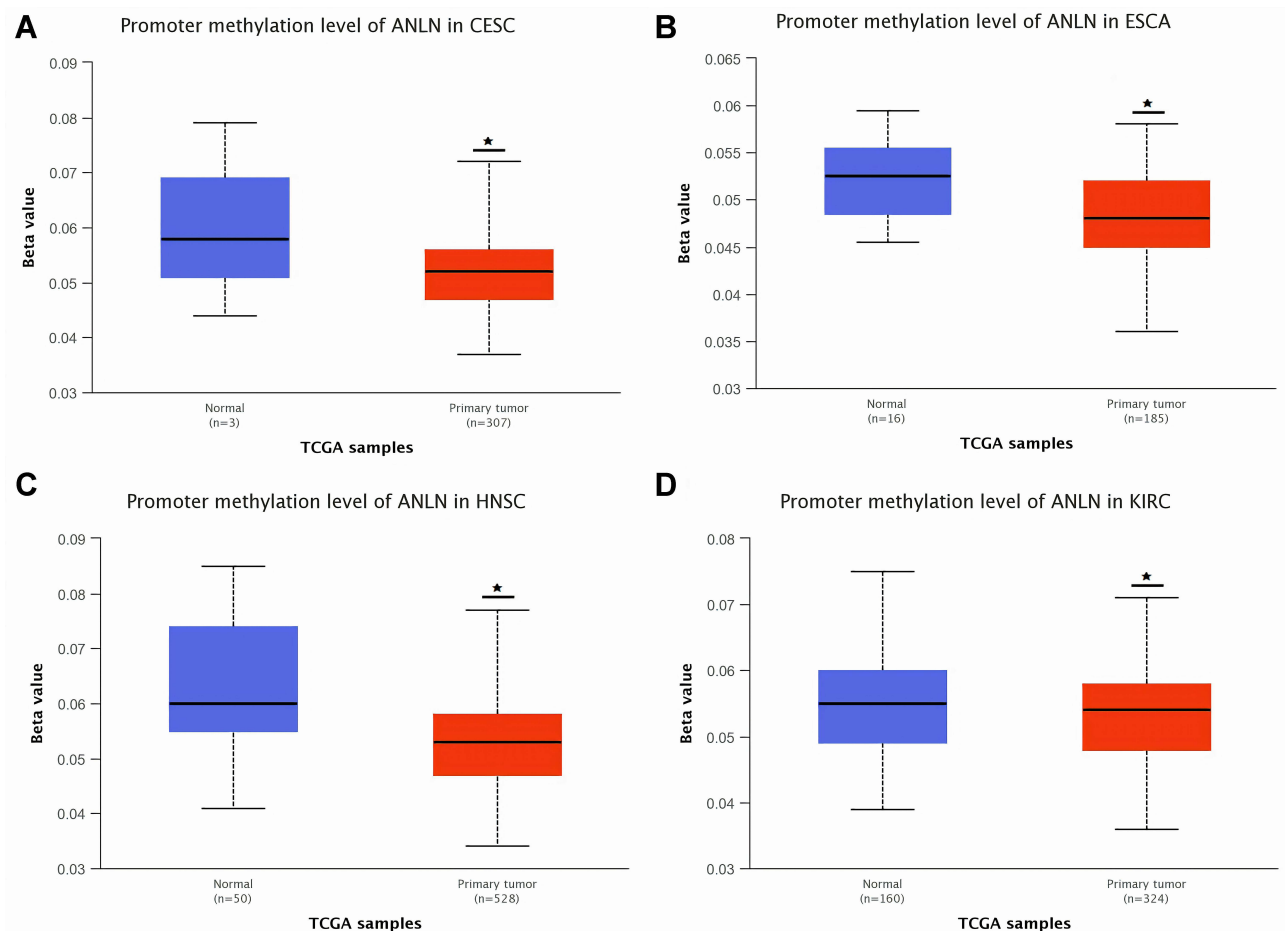 A
Promoter methylation level of ANLN in CESC
0.09
0.08
0.07
0.06
0.05
0.04
0.03
Beta value
★
Normal
(n=3)
Primary tumor
(n=307)
TCGA samples
B
Promoter methylation level of ANLN in ESCA
0.065
0.06
0.055
0.05
0.045
0.04
0.035
0.03
Beta value
★
Normal
(n=16)
Primary tumor
(n=185)
TCGA samples
C
Promoter methylation level of ANLN in HNSC
0.09
0.08
0.07
0.06
0.05
0.04
0.03
Beta value
★
Normal
(n=50)
Primary tumor
(n=528)
TCGA samples
D
Promoter methylation level of ANLN in KIRC
0.08
0.07
0.06
0.05
0.04
0.03
Beta value
★
Normal
(n=160)
Primary tumor
(n=324)
TCGA samples